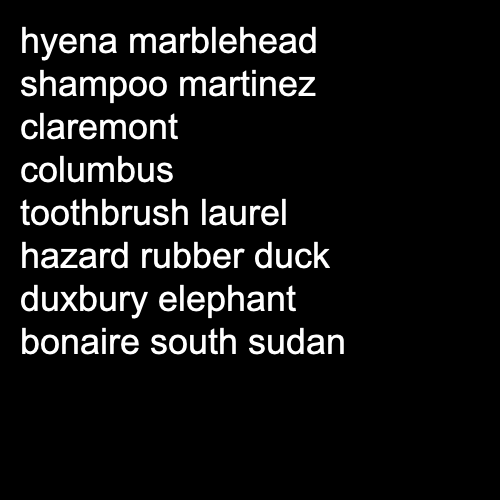 hyena marblehead
shampoo martinez
claremont
columbus
toothbrush laurel
hazard rubber duck
duxbury elephant
bonaire south sudan